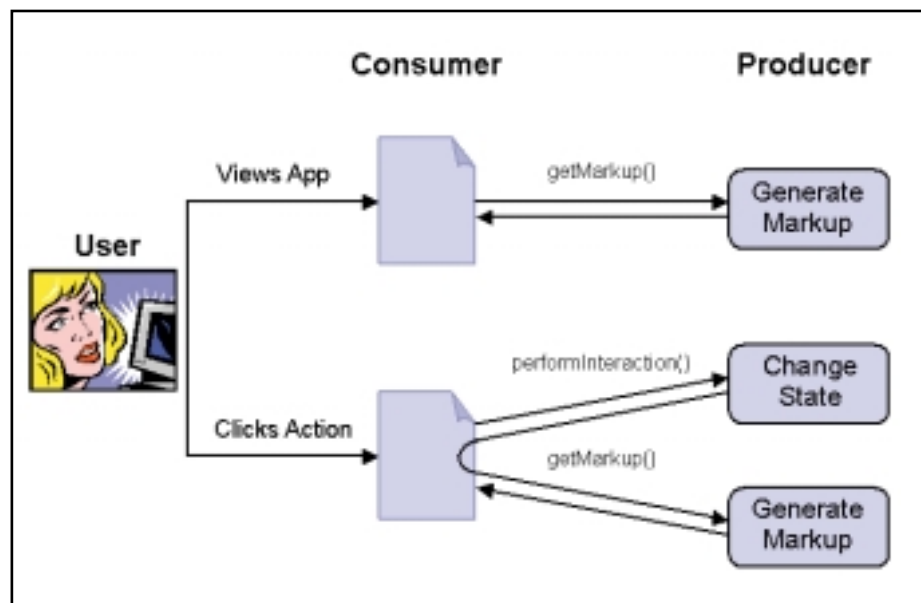 Consumer
Producer
Views App
getMarkup()
Generate
Markup
User
performInteraction()
Change
State
Clicks Action
getMarkup()
Generate
Markup